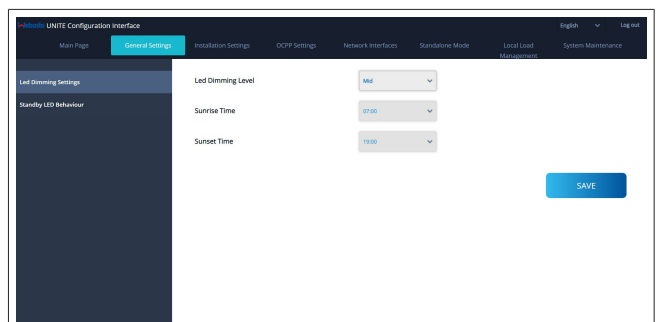 Webasto UNITE Configuration Interface
English
Log out
Main Page
General Settings
Installation Settings
OCPP Settings
Network Interfaces
Standalone Mode
Local Load
Management
System Maintenance
Led Dimming Settings
Standby LED Behaviour
Led Dimming Level
Mid
Sunrise Time
07:00
Sunset Time
19:00
SAVE